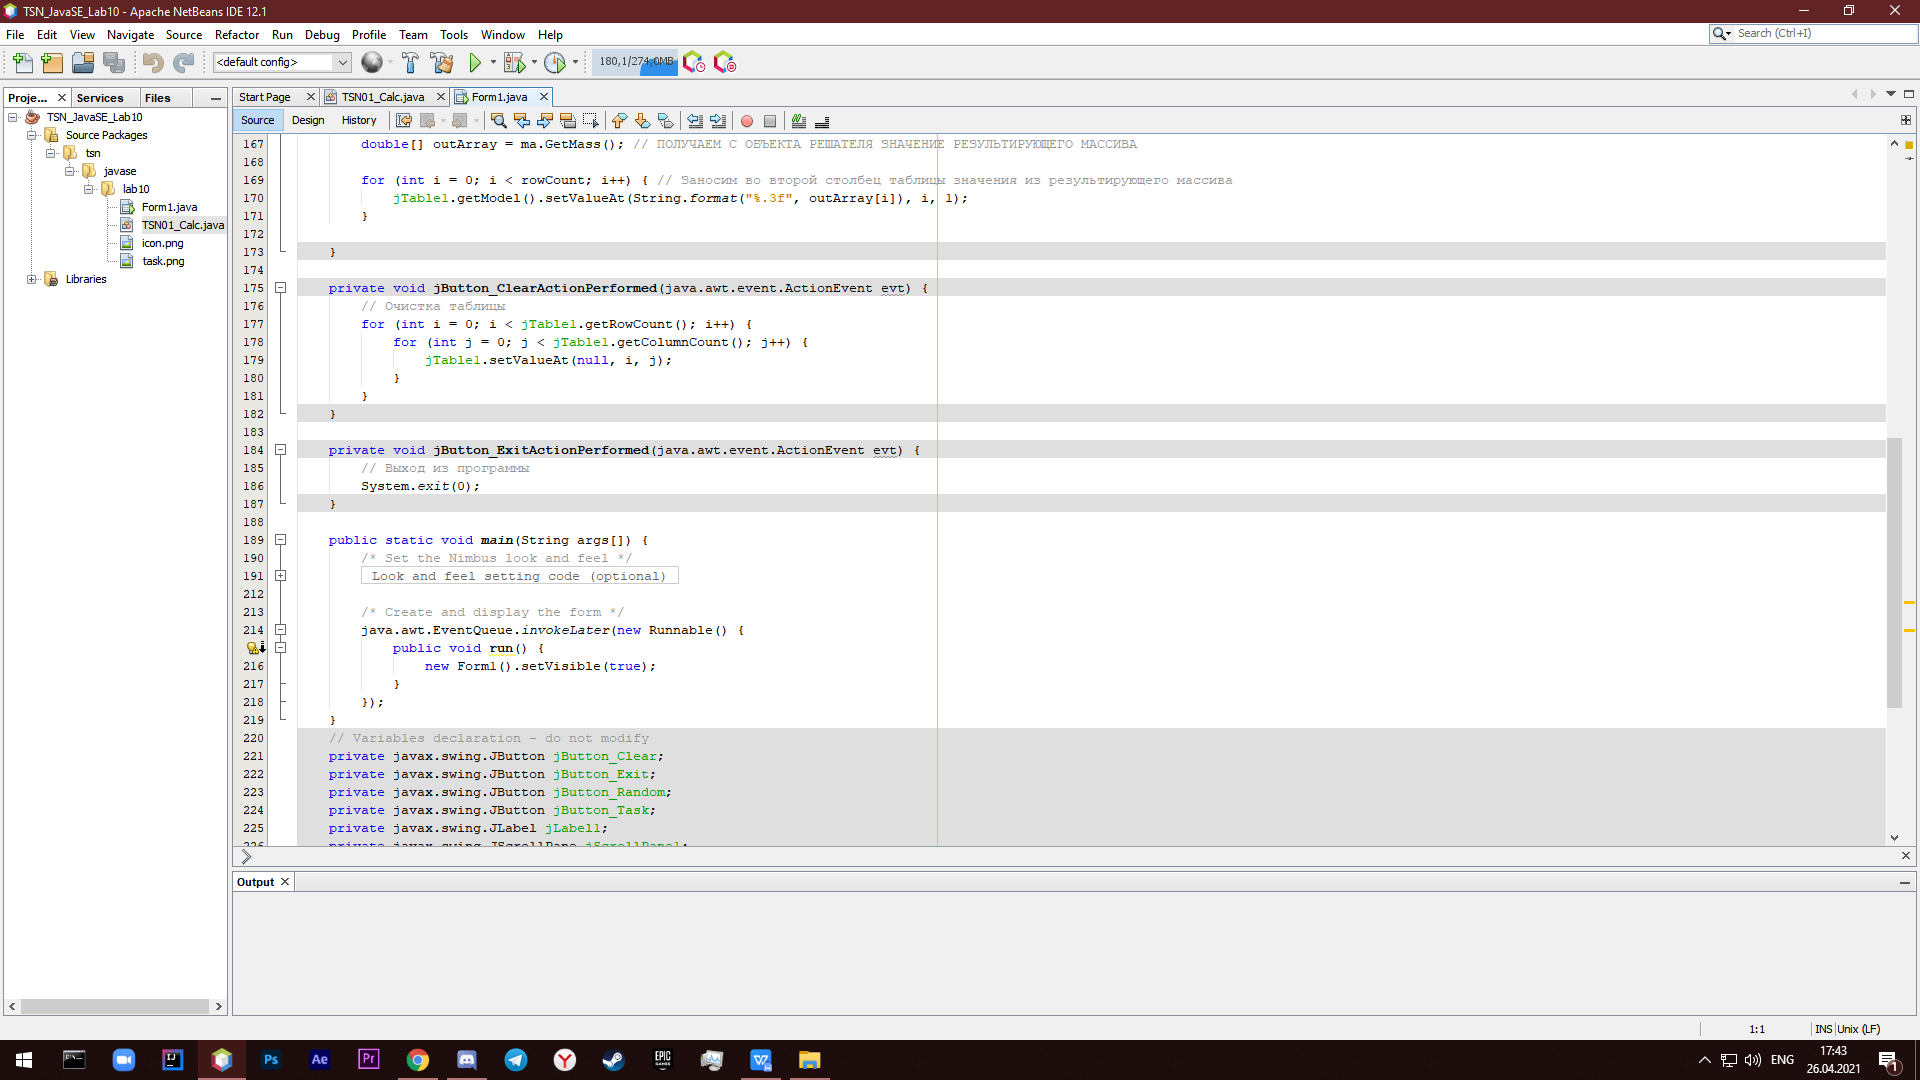 TSN_JavaSE_Lab10 - Apache NetBeans IDE 12.1
File Edit View Navigate Source Refactor Run Debug Profile Team Tools Window Help
Search (Ctrl+I)
<default config>
180,1/274,0MB
Proje... Services Files
Start Page TSN01_Calc.java Form1.java
Source Design History
TSN_JavaSE_Lab10
Source Packages
tsn
javase
lab10
Form1.java
TSN01_Calc.java
icon.png
task.png
Libraries
167 double[] outArray = ma.GetMass(); // ПОЛУЧАЕМ С ОБЪЕКТА РЕШАТЕЛЯ ЗНАЧЕНИЕ РЕЗУЛЬТИРУЮЩЕГО МАССИВА
168
169 for (int i = 0; i < rowCount; i++) { // Заносим во второй столбец таблицы значения из результирующего массива
170 jTable1.getModel().setValueAt(String.format("%.3f", outArray[i]), i, 1);
171 }
172
173 }
174
175 private void jButton_ClearActionPerformed(java.awt.event.ActionEvent evt) {
176 // Очистка таблицы
177 for (int i = 0; i < jTable1.getRowCount(); i++) {
178 for (int j = 0; j < jTable1.getColumnCount(); j++) {
179 jTable1.setValueAt(null, i, j);
180 }
181 }
182 }
183
184 private void jButton_ExitActionPerformed(java.awt.event.ActionEvent evt) {
185 // Выход из программы
186 System.exit(0);
187 }
188
189 public static void main(String args[]) {
190 /* Set the Nimbus look and feel */
191 Look and feel setting code (optional)
212
213 /* Create and display the form */
214 java.awt.EventQueue.invokeLater(new Runnable() {
public void run() {
216 new Form1().setVisible(true);
217 }
218 });
219 }
220 // Variables declaration - do not modify
221 private javax.swing.JButton jButton_Clear;
222 private javax.swing.JButton jButton_Exit;
223 private javax.swing.JButton jButton_Random;
224 private javax.swing.JButton jButton_Task;
225 private javax.swing.JLabel jLabel1;
226 private javax.swing.JScrollPane jScrollPane1;
Output
1:1 INS Unix (LF)
Ps Ae Pr
EPIC GAMES
ENG
17:43
26.04.2021
1